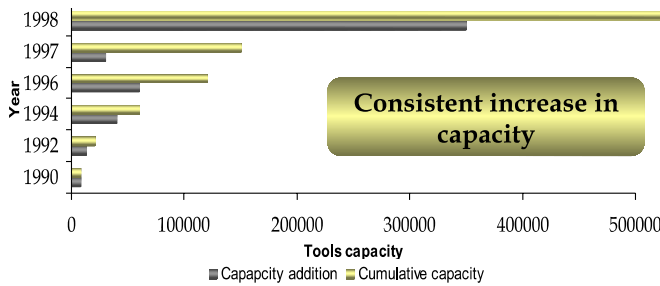 1998
1997
1996
1994
1992
1990
Year
Consistent increase in
capacity
0 100000 200000 300000 400000 500000
Tools capacity
Capapcity addition Cumulative capacity